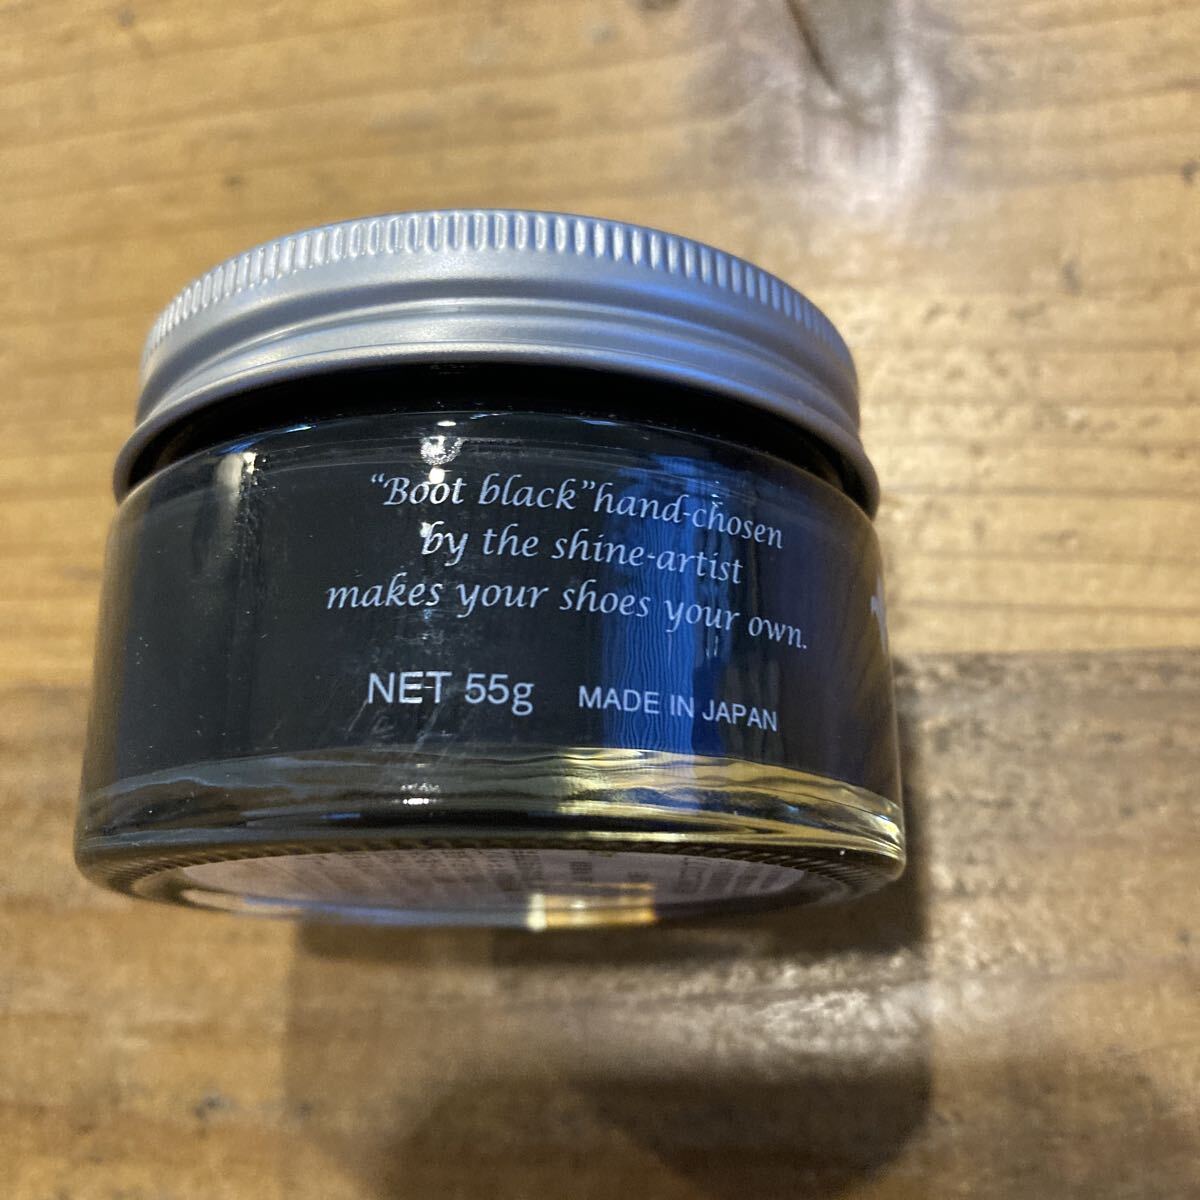 “Boot black”hand-chosen
by the shine-artist
makes your shoes your own.
NET 55g MADE IN JAPAN